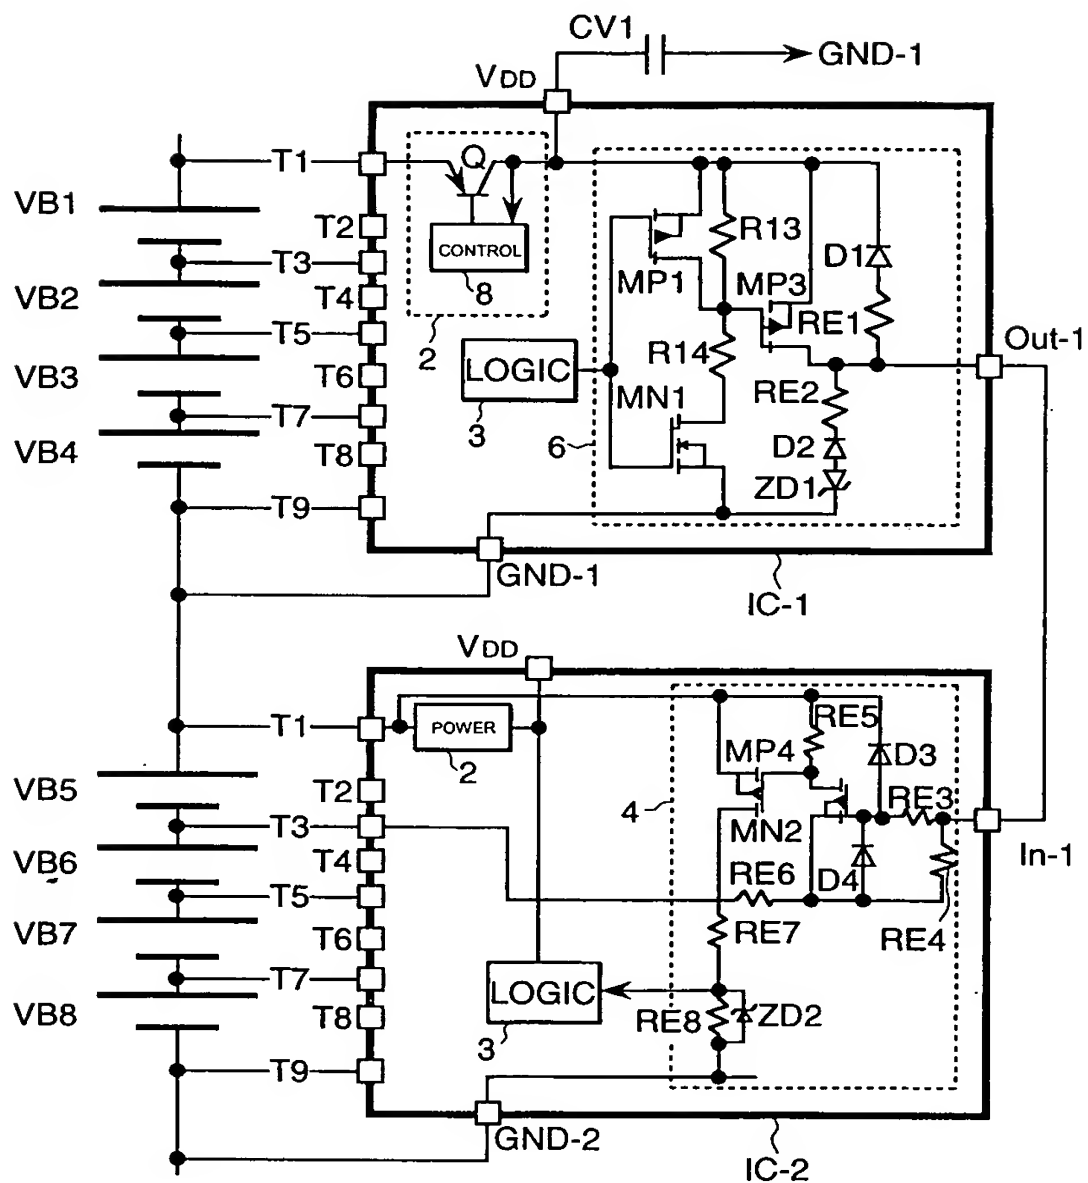 CV1
GND-1
VDD
T1
Q
VB1
T2
CONTROL
R13
D1
T3
8
MP1
MP3
VB2
T4
RE1
2
T5
Out-1
LOGIC
R14
VB3
T6
MN1
RE2
3
T7
6
D2
VB4
T8
ZD1
T9
GND-1
IC-1
VDD
T1
POWER
RE5
2
MP4
D3
VB5
T2
4
RE3
T3
MN2
In-1
VB6
T4
RE6
D4
T5
RE7
RE4
VB7
T6
T7
LOGIC
VB8
RE8
ZD2
T8
3
T9
GND-2
IC-2